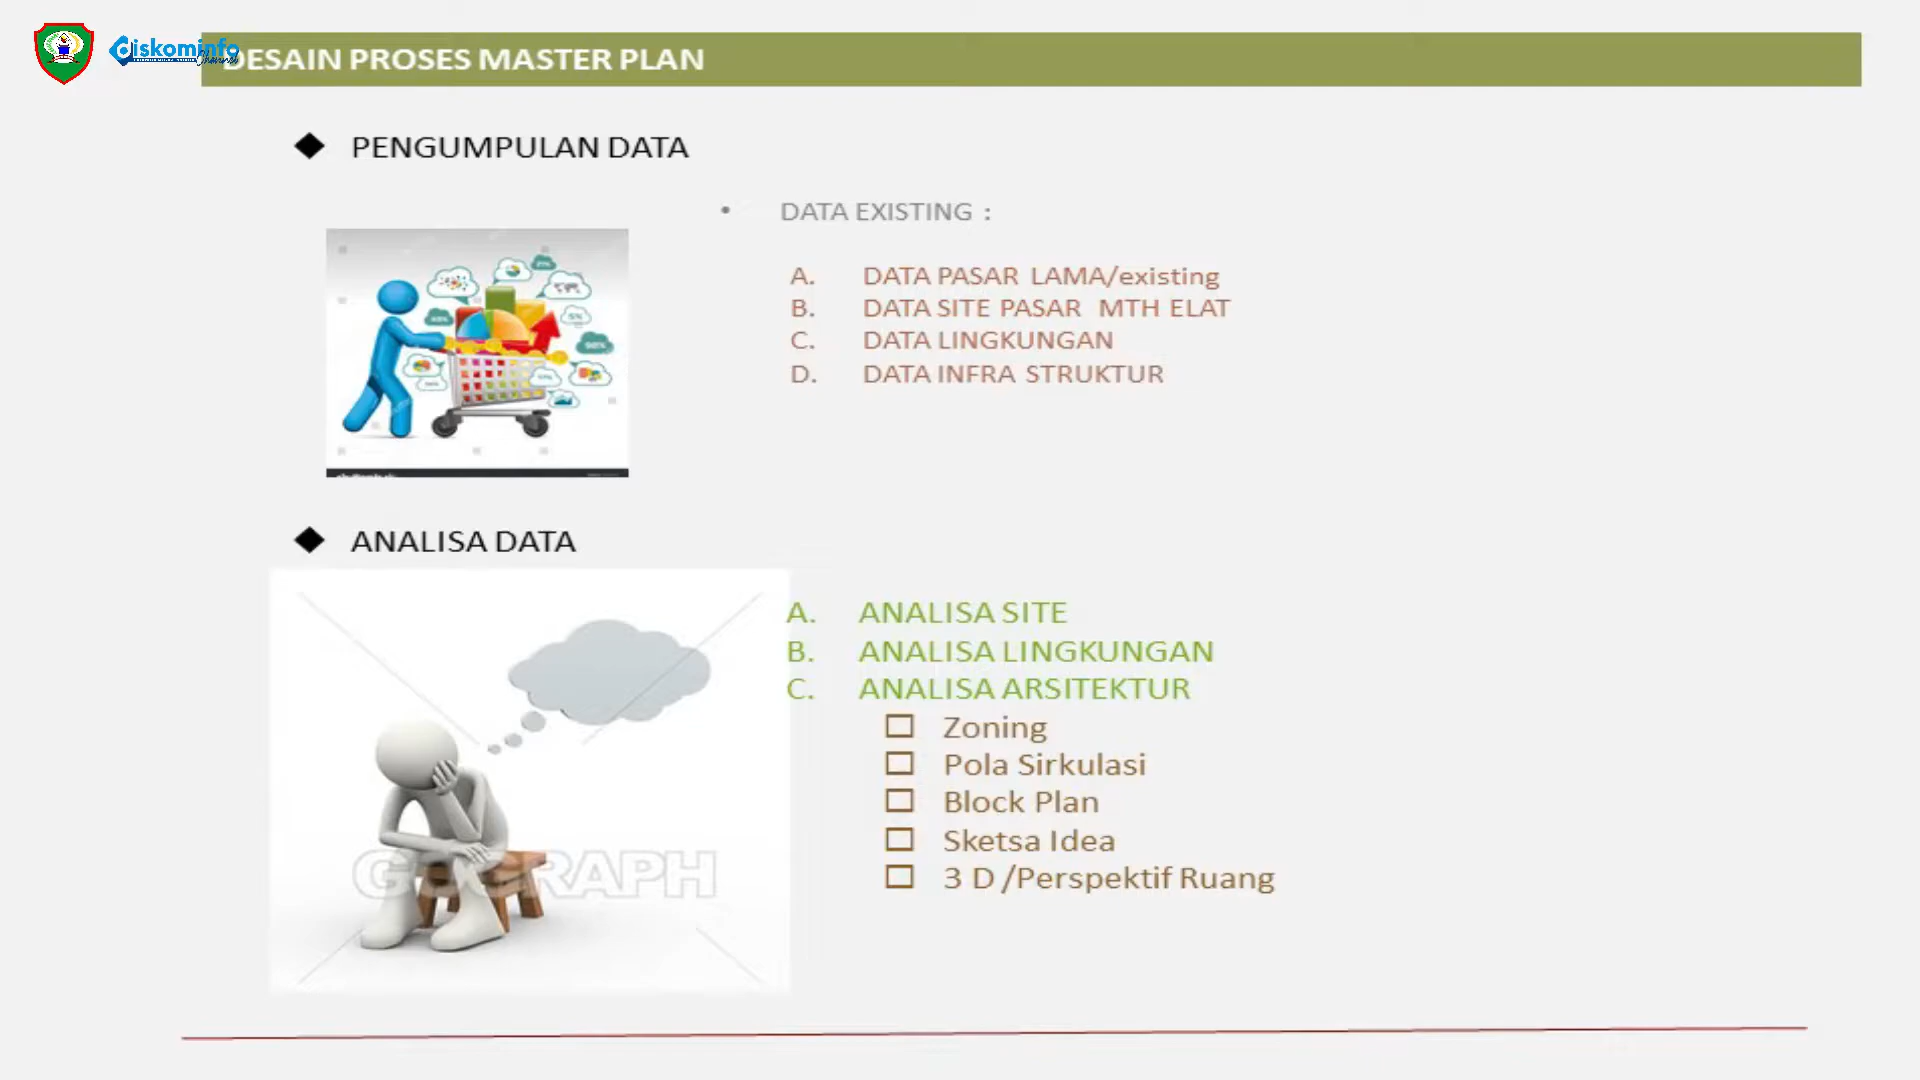 diskominfo
Channel
DESAIN PROSES MASTER PLAN
PENGUMPULAN DATA
• DATA EXISTING :
A. DATA PASAR LAMA/existing
B. DATA SITE PASAR MTH ELAT
C. DATA LINGKUNGAN
D. DATA INFRA STRUKTUR
ANALISA DATA
A. ANALISA SITE
B. ANALISA LINGKUNGAN
C. ANALISA ARSITEKTUR
Zoning
Pola Sirkulasi
Block Plan
Sketsa Idea
3 D /Perspektif Ruang
GOGRAPH